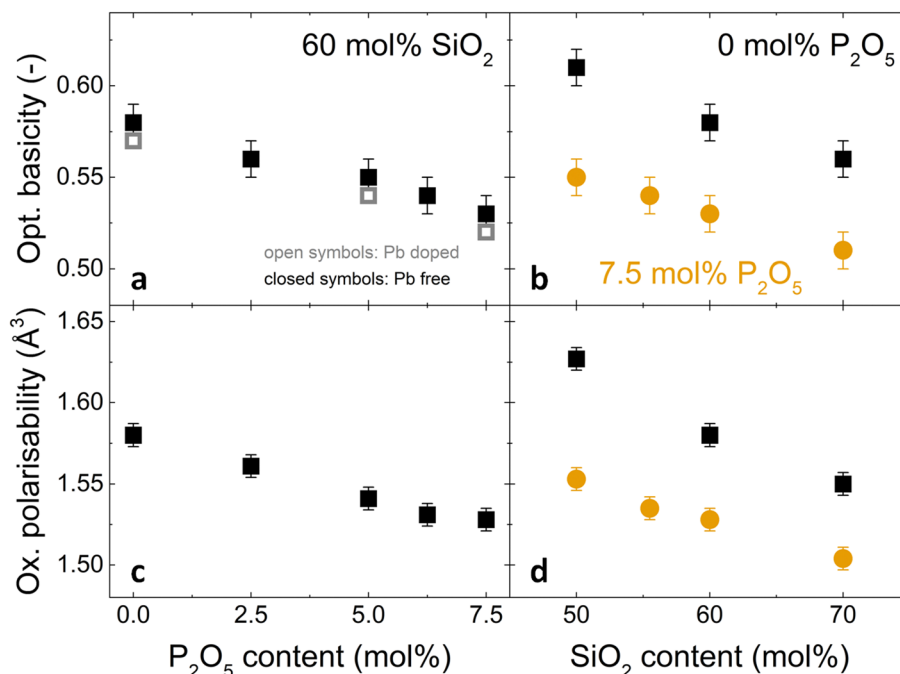 60 mol% SiO₂
0 mol% P₂O₅
Opt. basicity (-)
0.60
0.55
0.50
open symbols: Pb doped
closed symbols: Pb free
a
7.5 mol% P₂O₅
b
Ox. polarisability (Å³)
1.65
1.60
1.55
1.50
c
d
0.0 2.5 5.0 7.5
50 60 70
P₂O₅ content (mol%)
SiO₂ content (mol%)